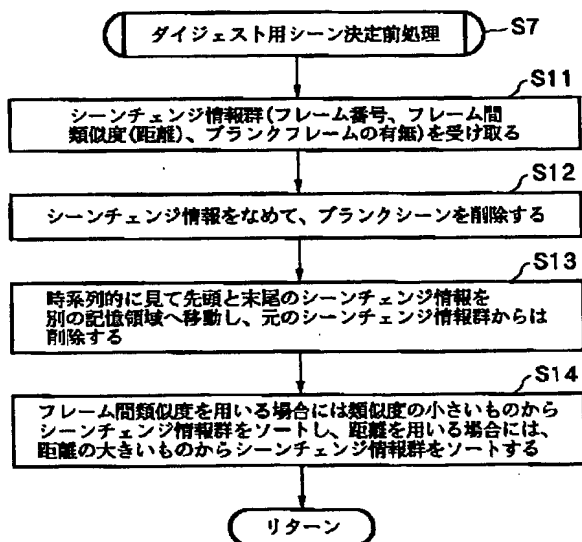 ダイジェスト用シーン決定前処理
S7
S11
シーンチェンジ情報群(フレーム番号、フレーム間
類似度(距離)、ブランクフレームの有無)を受け取る
S12
シーンチェンジ情報をなめて、ブランクシーンを削除する
S13
時系列的に見て先頭と末尾のシーンチェンジ情報を
別の記憶領域へ移動し、元のシーンチェンジ情報群からは
削除する
S14
フレーム間類似度を用いる場合には類似度の小さいものから
シーンチェンジ情報群をソートし、距離を用いる場合には、
距離の大きいものからシーンチェンジ情報群をソートする
リターン